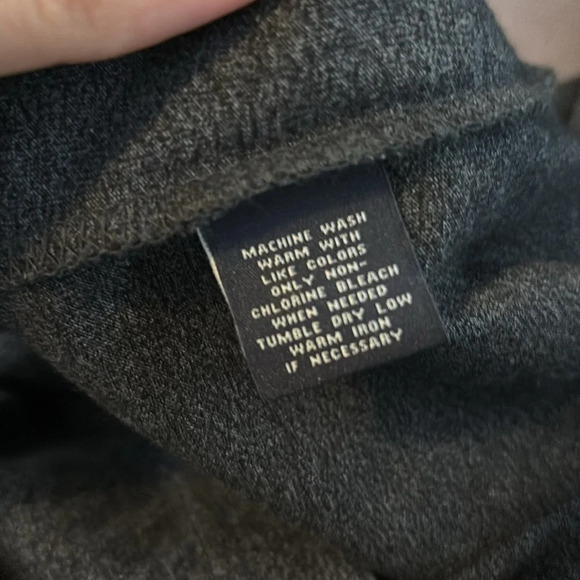 MACHINE WASH
WARM WITH
LIKE COLORS
ONLY NON-
CHLORINE BLEACH
WHEN NEEDED
TUMBLE DRY LOW
WARM IRON
IF NECESSARY